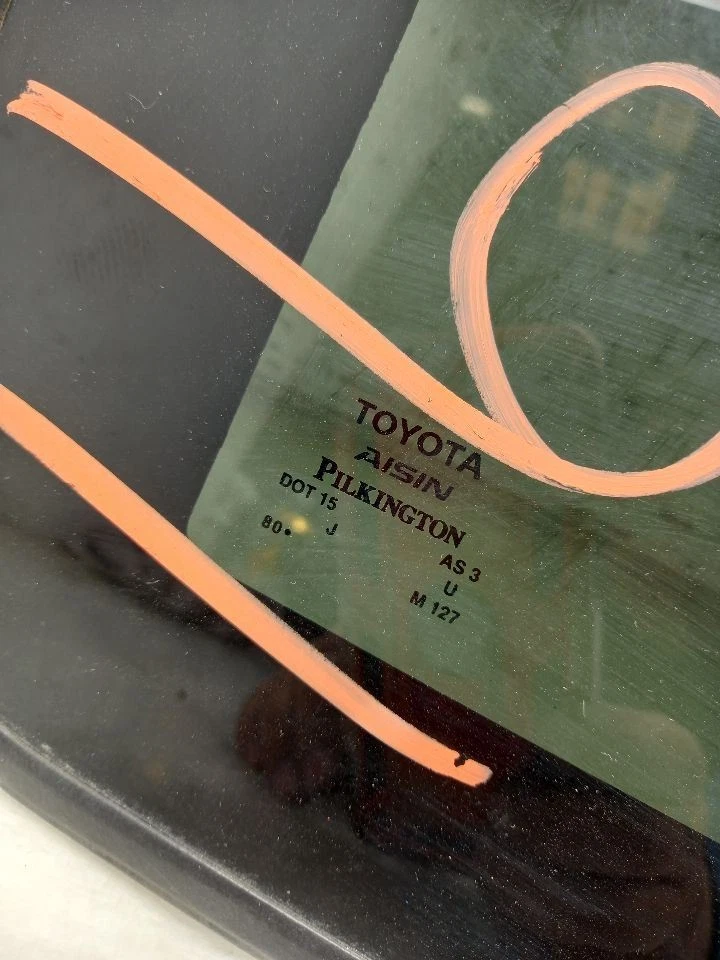 TOYOTA
AISIN
PILKINGTON
DOT 15
AS 3
J
U
80•
M 127